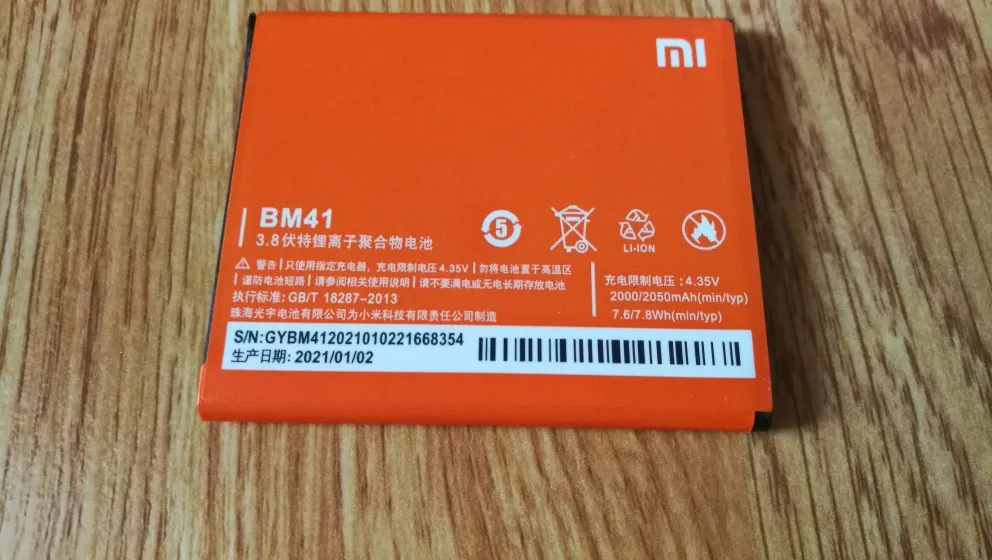 mi
BM41
3.8伏特锂离子聚合物电池
5
LI-ION
警告|只使用指定充电器，充电限制电压 4.35V|勿将电池置于高温区
谨防电池短路|请参阅相关使用说明|请不要满电或无电长期存放电池
执行标准: GB/T 18287-2013
珠海光宇电池有限公司为小米科技有限责任公司制造
充电限制电压: 4.35V
2000/2050mAh(min/typ)
7.6/7.8Wh(min/typ)
S/N:GYBM412021010221668354
生产日期: 2021/01/02